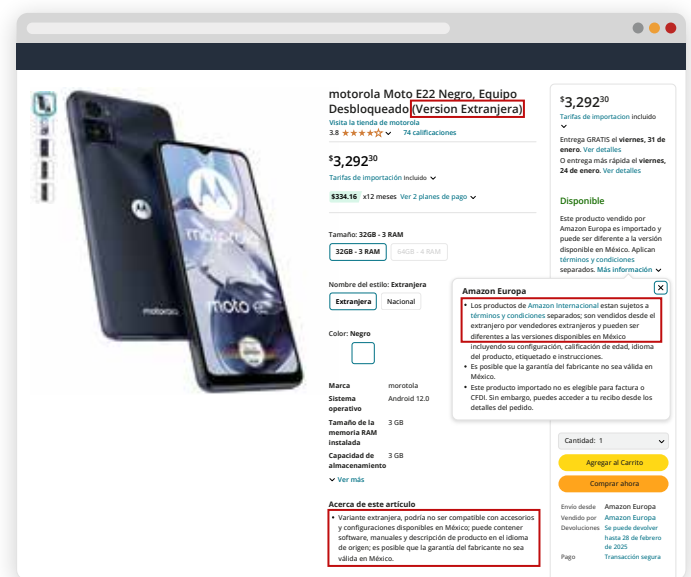 motorola Moto E22 Negro, Equipo
Desbloqueado (Version Extranjera)
Visita la tienda de motorola
3.8 74 calificaciones
$3,292.30
Tarifas de importación Incluido
$334.16 x12 meses Ver 2 planes de pago
Tamaño: 32GB - 3 RAM
32GB - 3 RAM 64GB - 4 RAM
Nombre del estilo: Extranjera
Extranjera Nacional
Color: Negro
Marca morotola
Sistema operativo Android 12.0
Tamaño de la memoria RAM instalada 3 GB
Capacidad de almacenamiento 3 GB
Ver más
Acerca de este artículo
• Variante extranjera, podría no ser compatible con accesorios
y configuraciones disponibles en México; puede contener
software, manuales y descripción de producto en el idioma
de origen; es posible que la garantía del fabricante no sea
válida en México.
$3,292.30
Tarifas de importacion incluido
Entrega GRATIS el viernes, 31 de
enero. Ver detalles
O entrega más rápida el viernes,
24 de enero. Ver detalles
Disponible
Este producto vendido por
Amazon Europa es importado y
puede ser diferente a la versión
disponible en México. Aplican
términos y condiciones
separados. Más información
Amazon Europa
• Los productos de Amazon Internacional estan sujetos a
términos y condiciones separados; son vendidos desde el
extranjero por vendedores extranjeros y pueden ser
diferentes a las versiones disponibles en México
incluyendo su configuración, calificación de edad, idioma
del producto, etiquetado e instrucciones.
• Es posible que la garantía del fabricante no sea válida en
México.
• Este producto importado no es elegible para factura o
CFDI. Sin embargo, puedes acceder a tu recibo desde los
detalles del pedido.
Cantidad: 1
Agregar al Carrito
Comprar ahora
Envío desde Amazon Europa
Vendido por Amazon Europa
Devoluciones Se puede devolver
hasta 28 de febrero
de 2025
Pago Transacción segura
motorola
moto